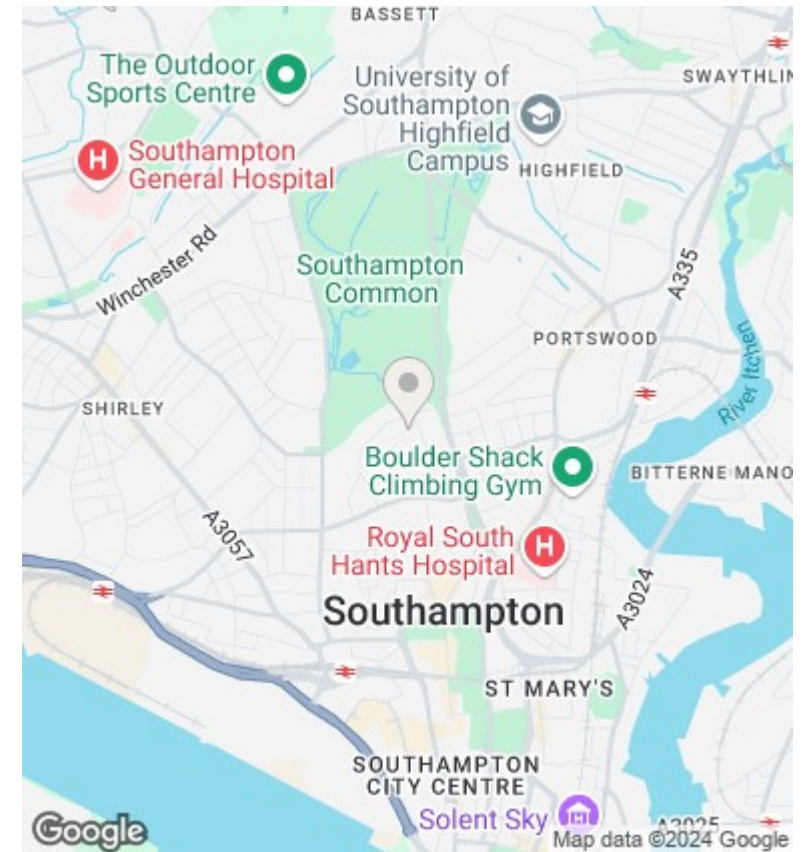 BASSETT
The Outdoor
Sports Centre
University of
Southampton
Highfield
Campus
SWAYTHLIN
H
Southampton
General Hospital
HIGHFIELD
Winchester Rd
Southampton
Common
A335
PORTSWOOD
River Itchen
SHIRLEY
Boulder Shack
Climbing Gym
BITTERNE MANO
A3057
Royal South
Hants Hospital
H
A3024
Southampton
ST MARY'S
SOUTHAMPTON
CITY CENTRE
Solent Sky
A3025
Google
Map data ©2024 Google